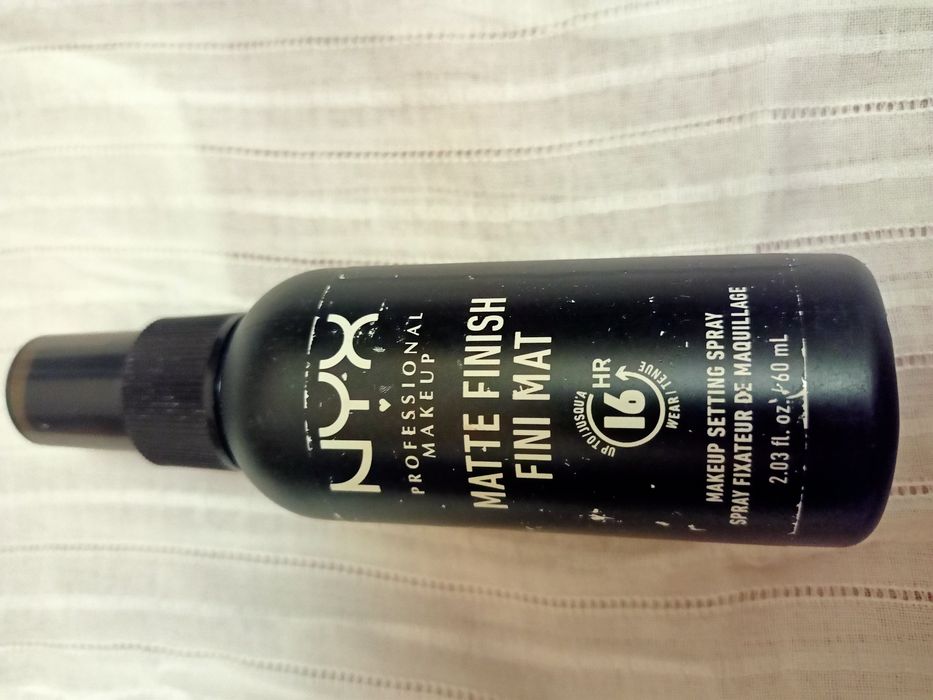 NYX
PROFESSIONAL
MAKEUP
MATTE FINISH
FINI MAT
UP TO | JUSQU'À
16 HR
WEAR | TENUE
MAKEUP SETTING SPRAY
SPRAY FIXATEUR DE MAQUILLAGE
2.03 fl. oz. / 60 mL